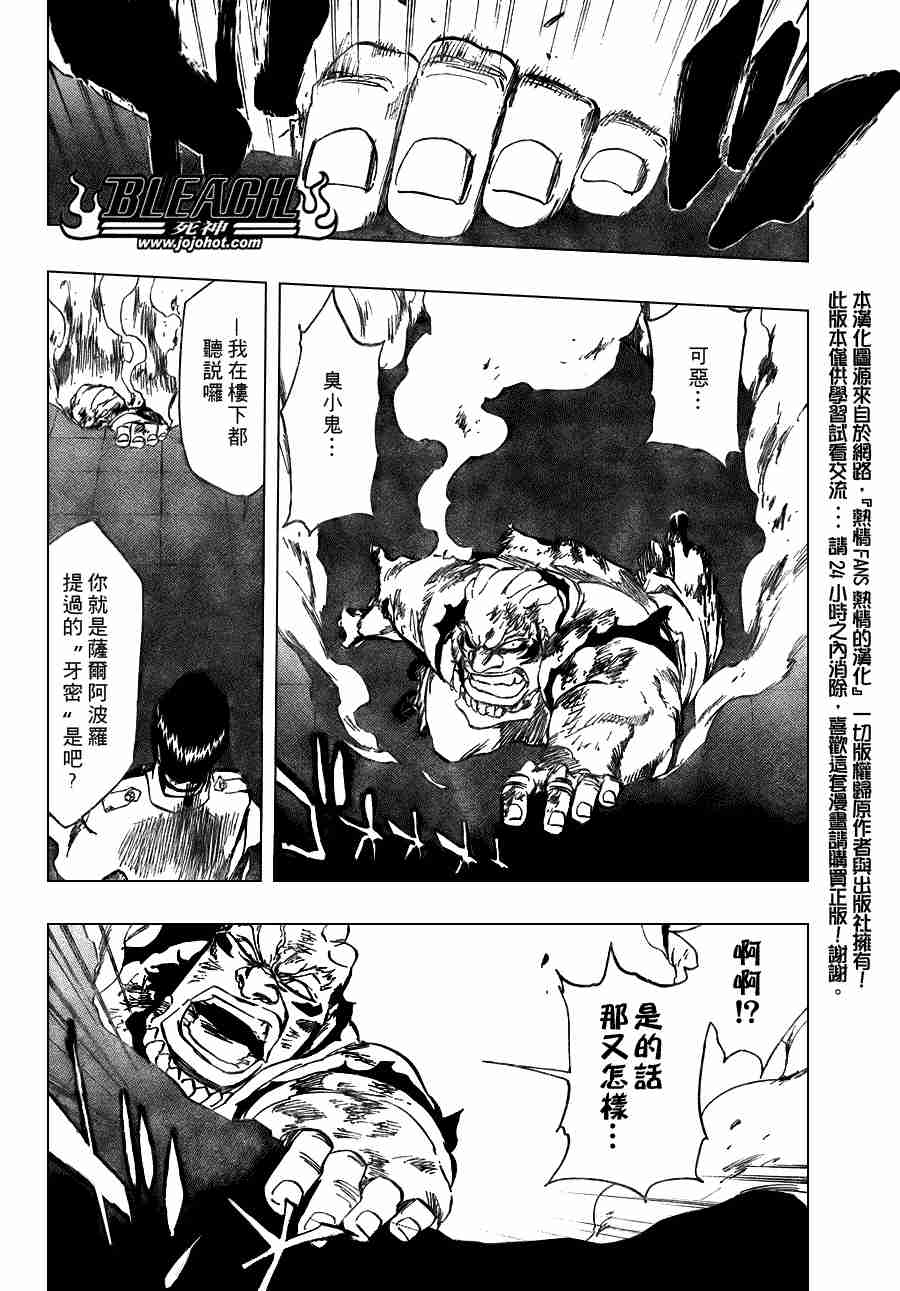 BLEACH
死神
www.jojohot.com
可惡…
臭小鬼…
—我在樓下都
聽説囉
你就是薩爾阿波羅
提過的〞牙密〝是吧?
啊啊!?
是的話
那又怎樣…
本漢化圖源來自於網路．『熱情FANS 熱情的漢化』 一切版權歸原作者與出版社擁有！
此版本僅供學習試看交流…請 24 小時之內消除．喜歡這套漫畫請購買正版！謝謝。